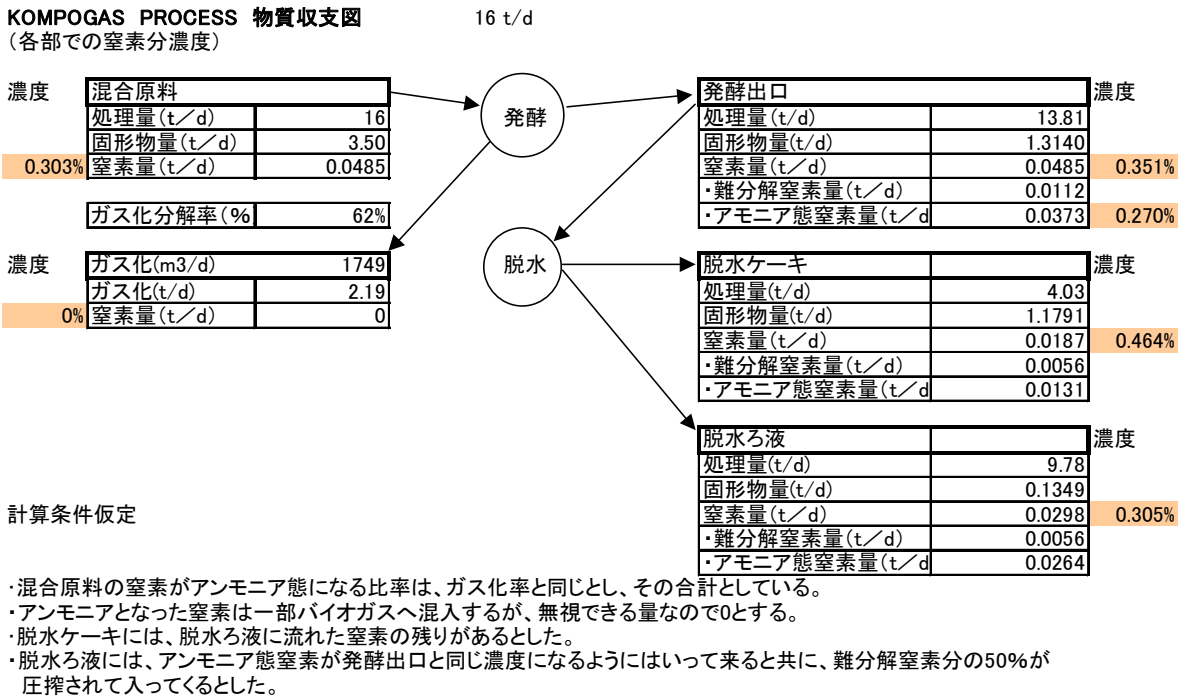 KOMPOGAS PROCESS 物質収支図 16 t/d
（各部での窒素分濃度）
濃度 混合原料
処理量（t／d） 16
固形物量（t／d） 3.50
0.303% 窒素量（t／d） 0.0485
ガス化分解率（% 62%
濃度 ガス化(m3/d) 1749
ガス化(t/d) 2.19
0% 窒素量（t／d） 0
発酵
脱水
発酵出口 濃度
処理量(t/d) 13.81
固形物量(t/d) 1.3140
窒素量（t／d） 0.0485 0.351%
・難分解窒素量（t／d） 0.0112
・アモニア態窒素量（t／d 0.0373 0.270%
脱水ケーキ 濃度
処理量(t/d) 4.03
固形物量(t/d) 1.1791
窒素量（t／d） 0.0187 0.464%
・難分解窒素量（t／d） 0.0056
・アモニア態窒素量（t／d 0.0131
脱水ろ液 濃度
処理量(t/d) 9.78
固形物量(t/d) 0.1349
窒素量（t／d） 0.0298 0.305%
・難分解窒素量（t／d） 0.0056
・アモニア態窒素量（t／d 0.0264
計算条件仮定
・混合原料の窒素がアンモニア態になる比率は、ガス化率と同じとし、その合計としている。
・アンモニアとなった窒素は一部バイオガスへ混入するが、無視できる量なので0とする。
・脱水ケーキには、脱水ろ液に流れた窒素の残りがあるとした。
・脱水ろ液には、アンモニア態窒素が発酵出口と同じ濃度になるようにはいって来ると共に、難分解窒素分の50%が
圧搾されて入ってくるとした。